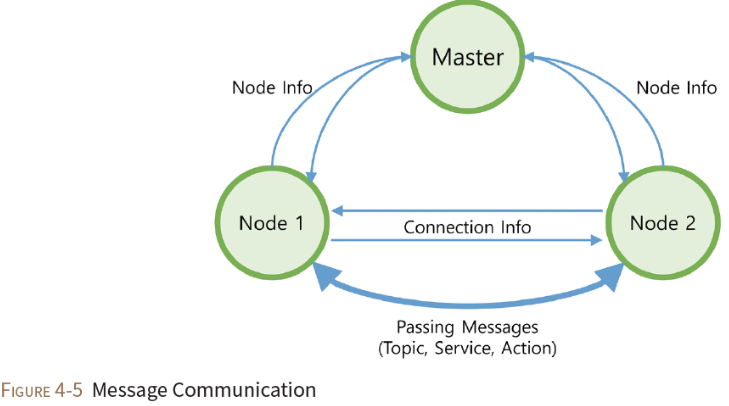 Master
Node Info
Node Info
Node 1
Connection Info
Node 2
Passing Messages
(Topic, Service, Action)
FIGURE 4-5 Message Communication